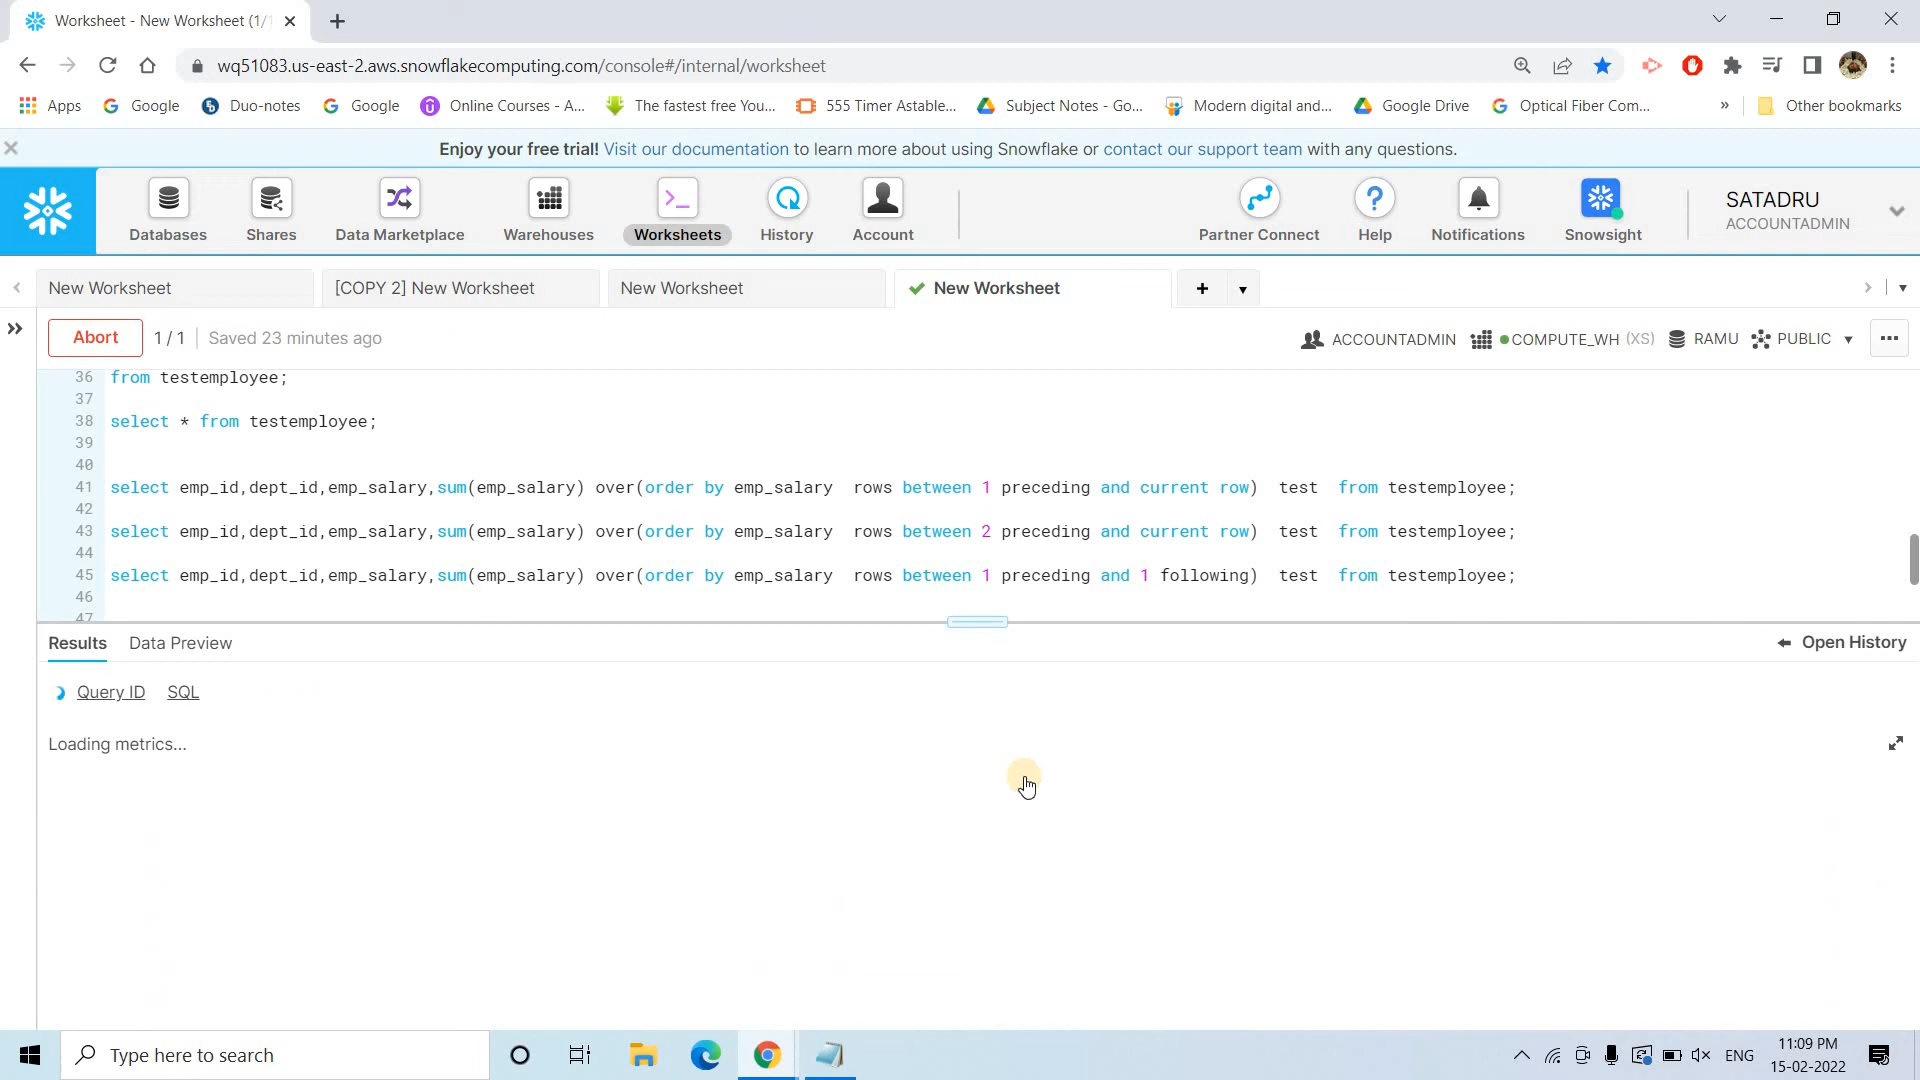 Worksheet - New Worksheet (1/1
wq51083.us-east-2.aws.snowflakecomputing.com/console#/internal/worksheet
Apps Google Duo-notes Google Online Courses - A... The fastest free You... 555 Timer Astable... Subject Notes - Go... Modern digital and... Google Drive Optical Fiber Com... » Other bookmarks
Enjoy your free trial! Visit our documentation to learn more about using Snowflake or contact our support team with any questions.
Databases Shares Data Marketplace Warehouses Worksheets History Account Partner Connect Help Notifications Snowsight
SATADRU
ACCOUNTADMIN
New Worksheet [COPY 2] New Worksheet New Worksheet New Worksheet
Abort 1 / 1 Saved 23 minutes ago ACCOUNTADMIN COMPUTE_WH (XS) RAMU PUBLIC
36 from testemployee;
37
38 select * from testemployee;
39
40
41 select emp_id,dept_id,emp_salary,sum(emp_salary) over(order by emp_salary rows between 1 preceding and current row) test from testemployee;
42
43 select emp_id,dept_id,emp_salary,sum(emp_salary) over(order by emp_salary rows between 2 preceding and current row) test from testemployee;
44
45 select emp_id,dept_id,emp_salary,sum(emp_salary) over(order by emp_salary rows between 1 preceding and 1 following) test from testemployee;
46
47
Results Data Preview Open History
Query ID SQL
Loading metrics...
Type here to search
ENG
11:09 PM
15-02-2022